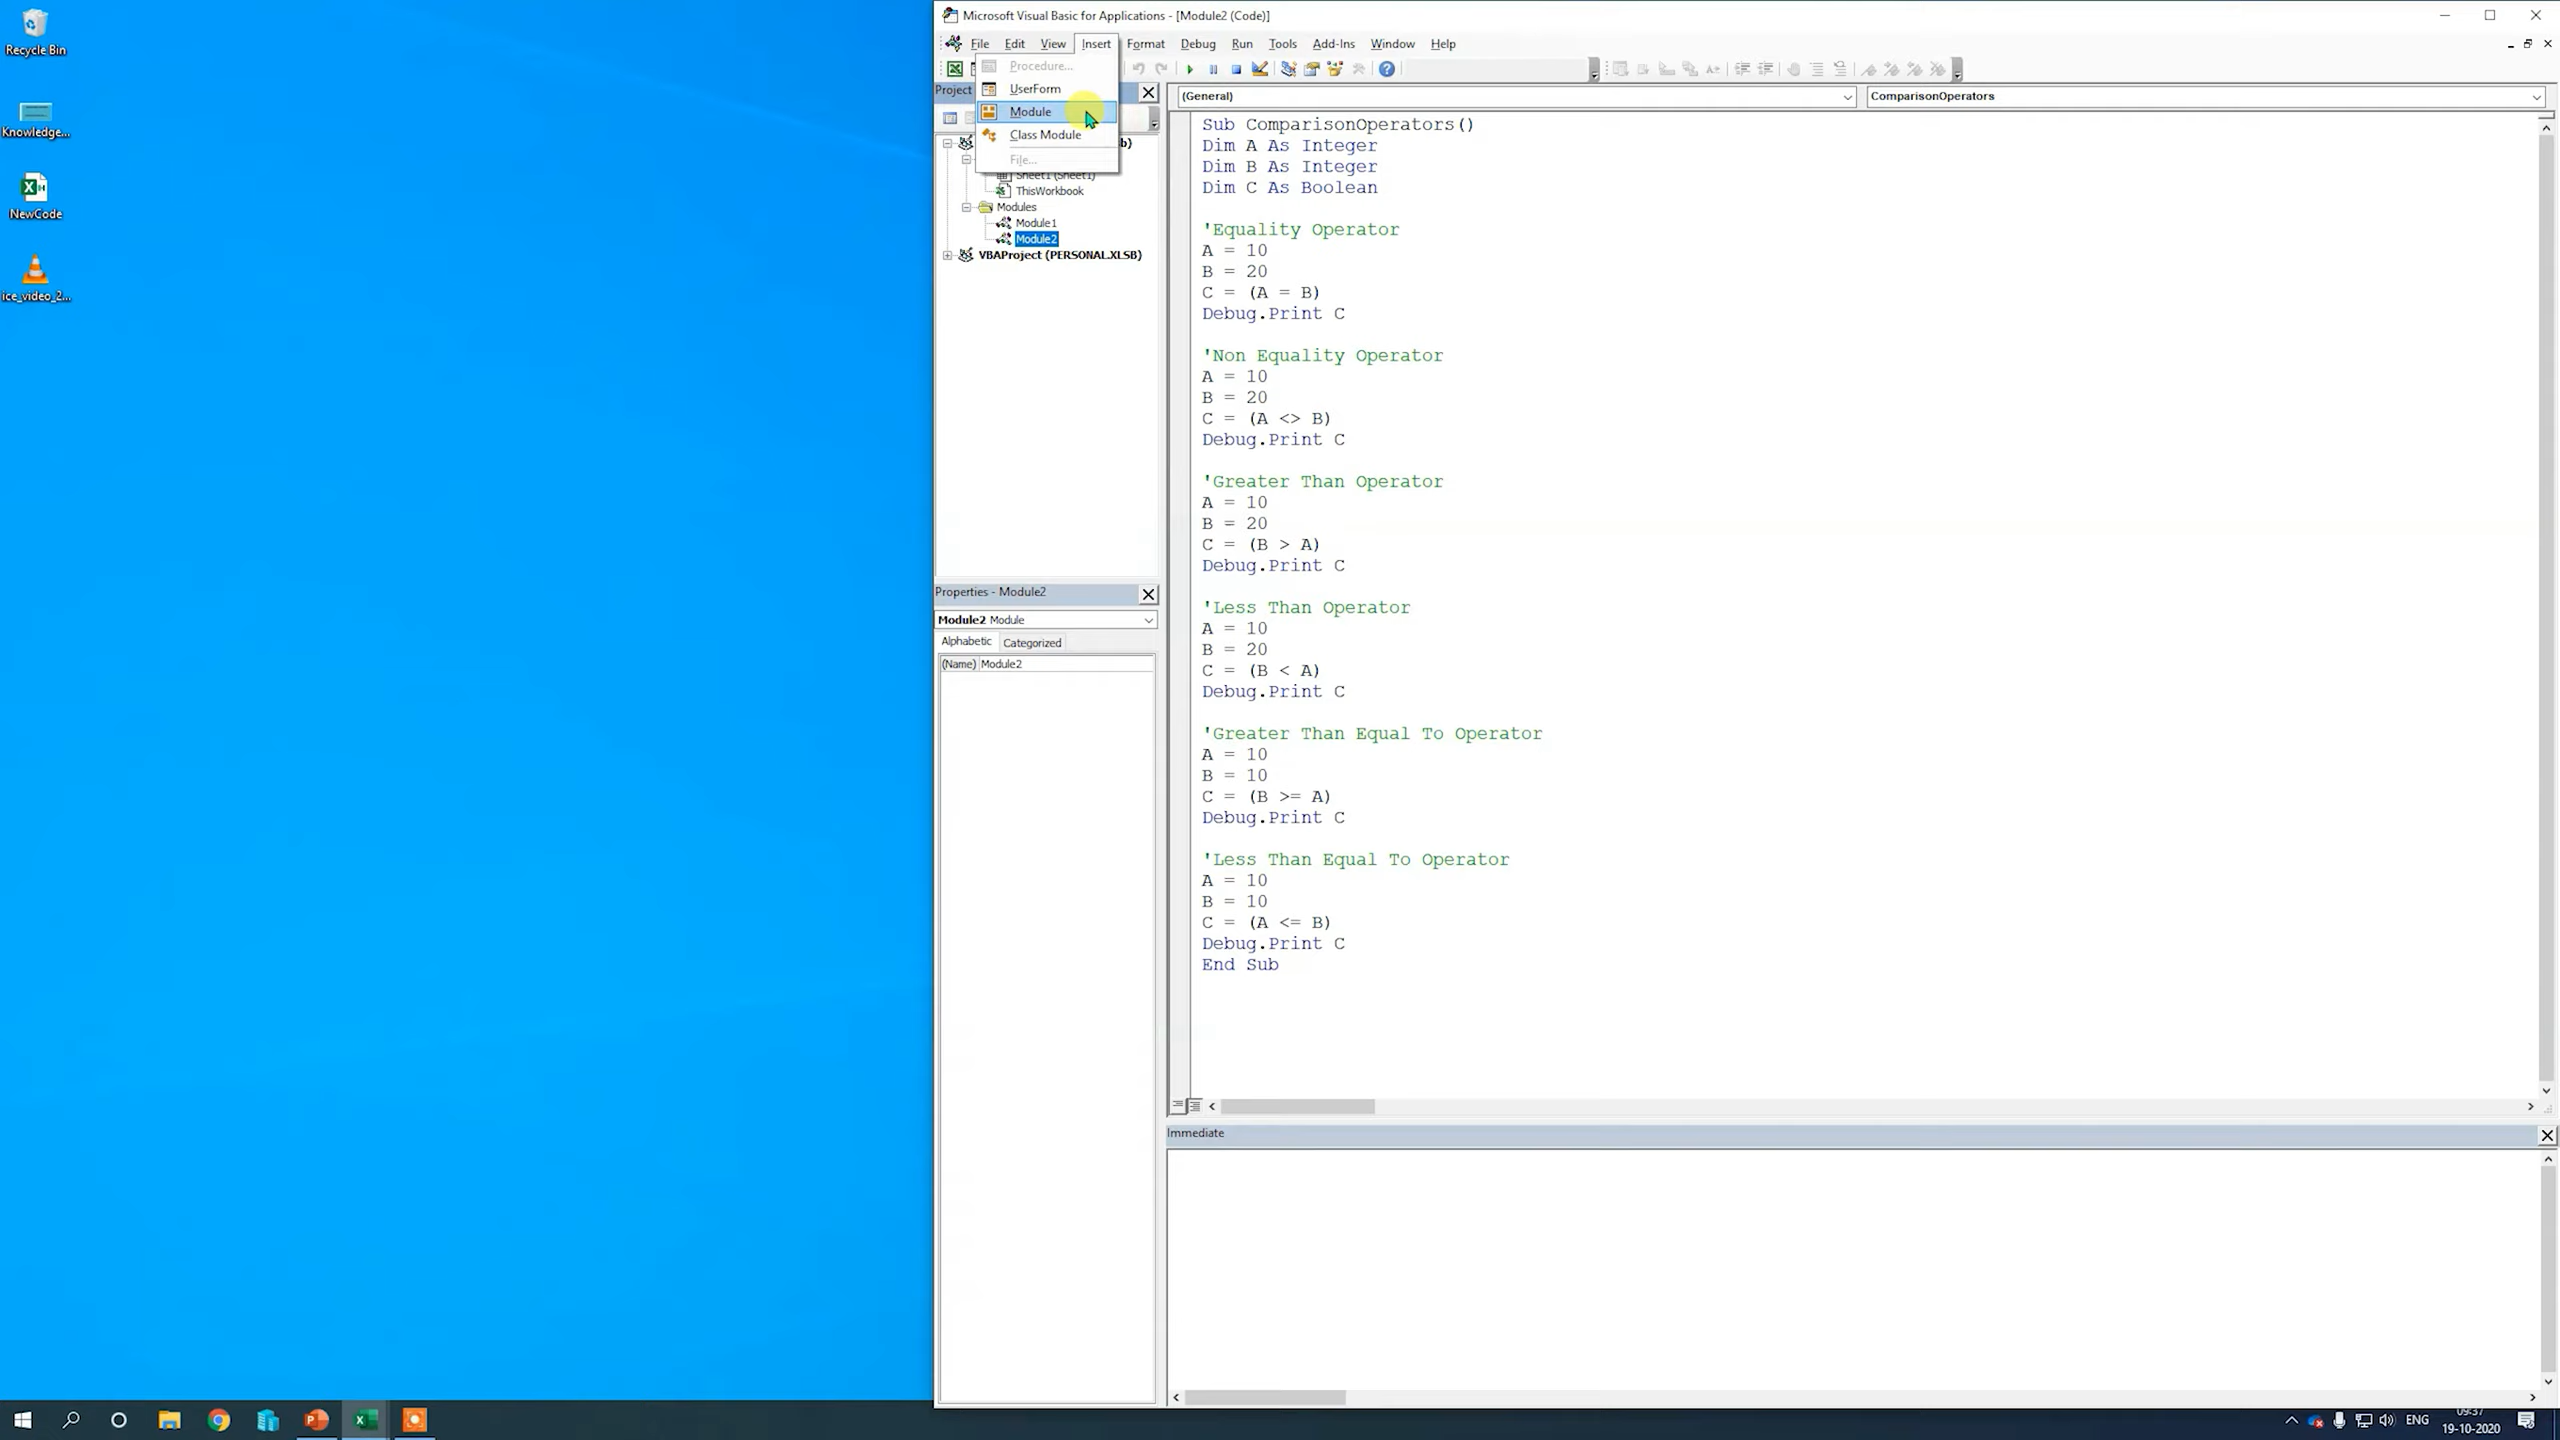 Recycle Bin
Knowledge...
NewCode
ice_video_2...
Microsoft Visual Basic for Applications - [Module2 (Code)]
File Edit View Insert Format Debug Run Tools Add-Ins Window Help
Procedure...
UserForm
Module
Class Module
File...
Project
b)
Sheet1 (Sheet1)
ThisWorkbook
Modules
Module1
Module2
VBAProject (PERSONAL.XLSB)
Properties - Module2
Module2 Module
Alphabetic Categorized
(Name) Module2
(General) ComparisonOperators
Sub ComparisonOperators()
Dim A As Integer
Dim B As Integer
Dim C As Boolean
'Equality Operator
A = 10
B = 20
C = (A = B)
Debug.Print C
'Non Equality Operator
A = 10
B = 20
C = (A <> B)
Debug.Print C
'Greater Than Operator
A = 10
B = 20
C = (B > A)
Debug.Print C
'Less Than Operator
A = 10
B = 20
C = (B < A)
Debug.Print C
'Greater Than Equal To Operator
A = 10
B = 10
C = (B >= A)
Debug.Print C
'Less Than Equal To Operator
A = 10
B = 10
C = (A <= B)
Debug.Print C
End Sub
Immediate
ENG
09:37
19-10-2020